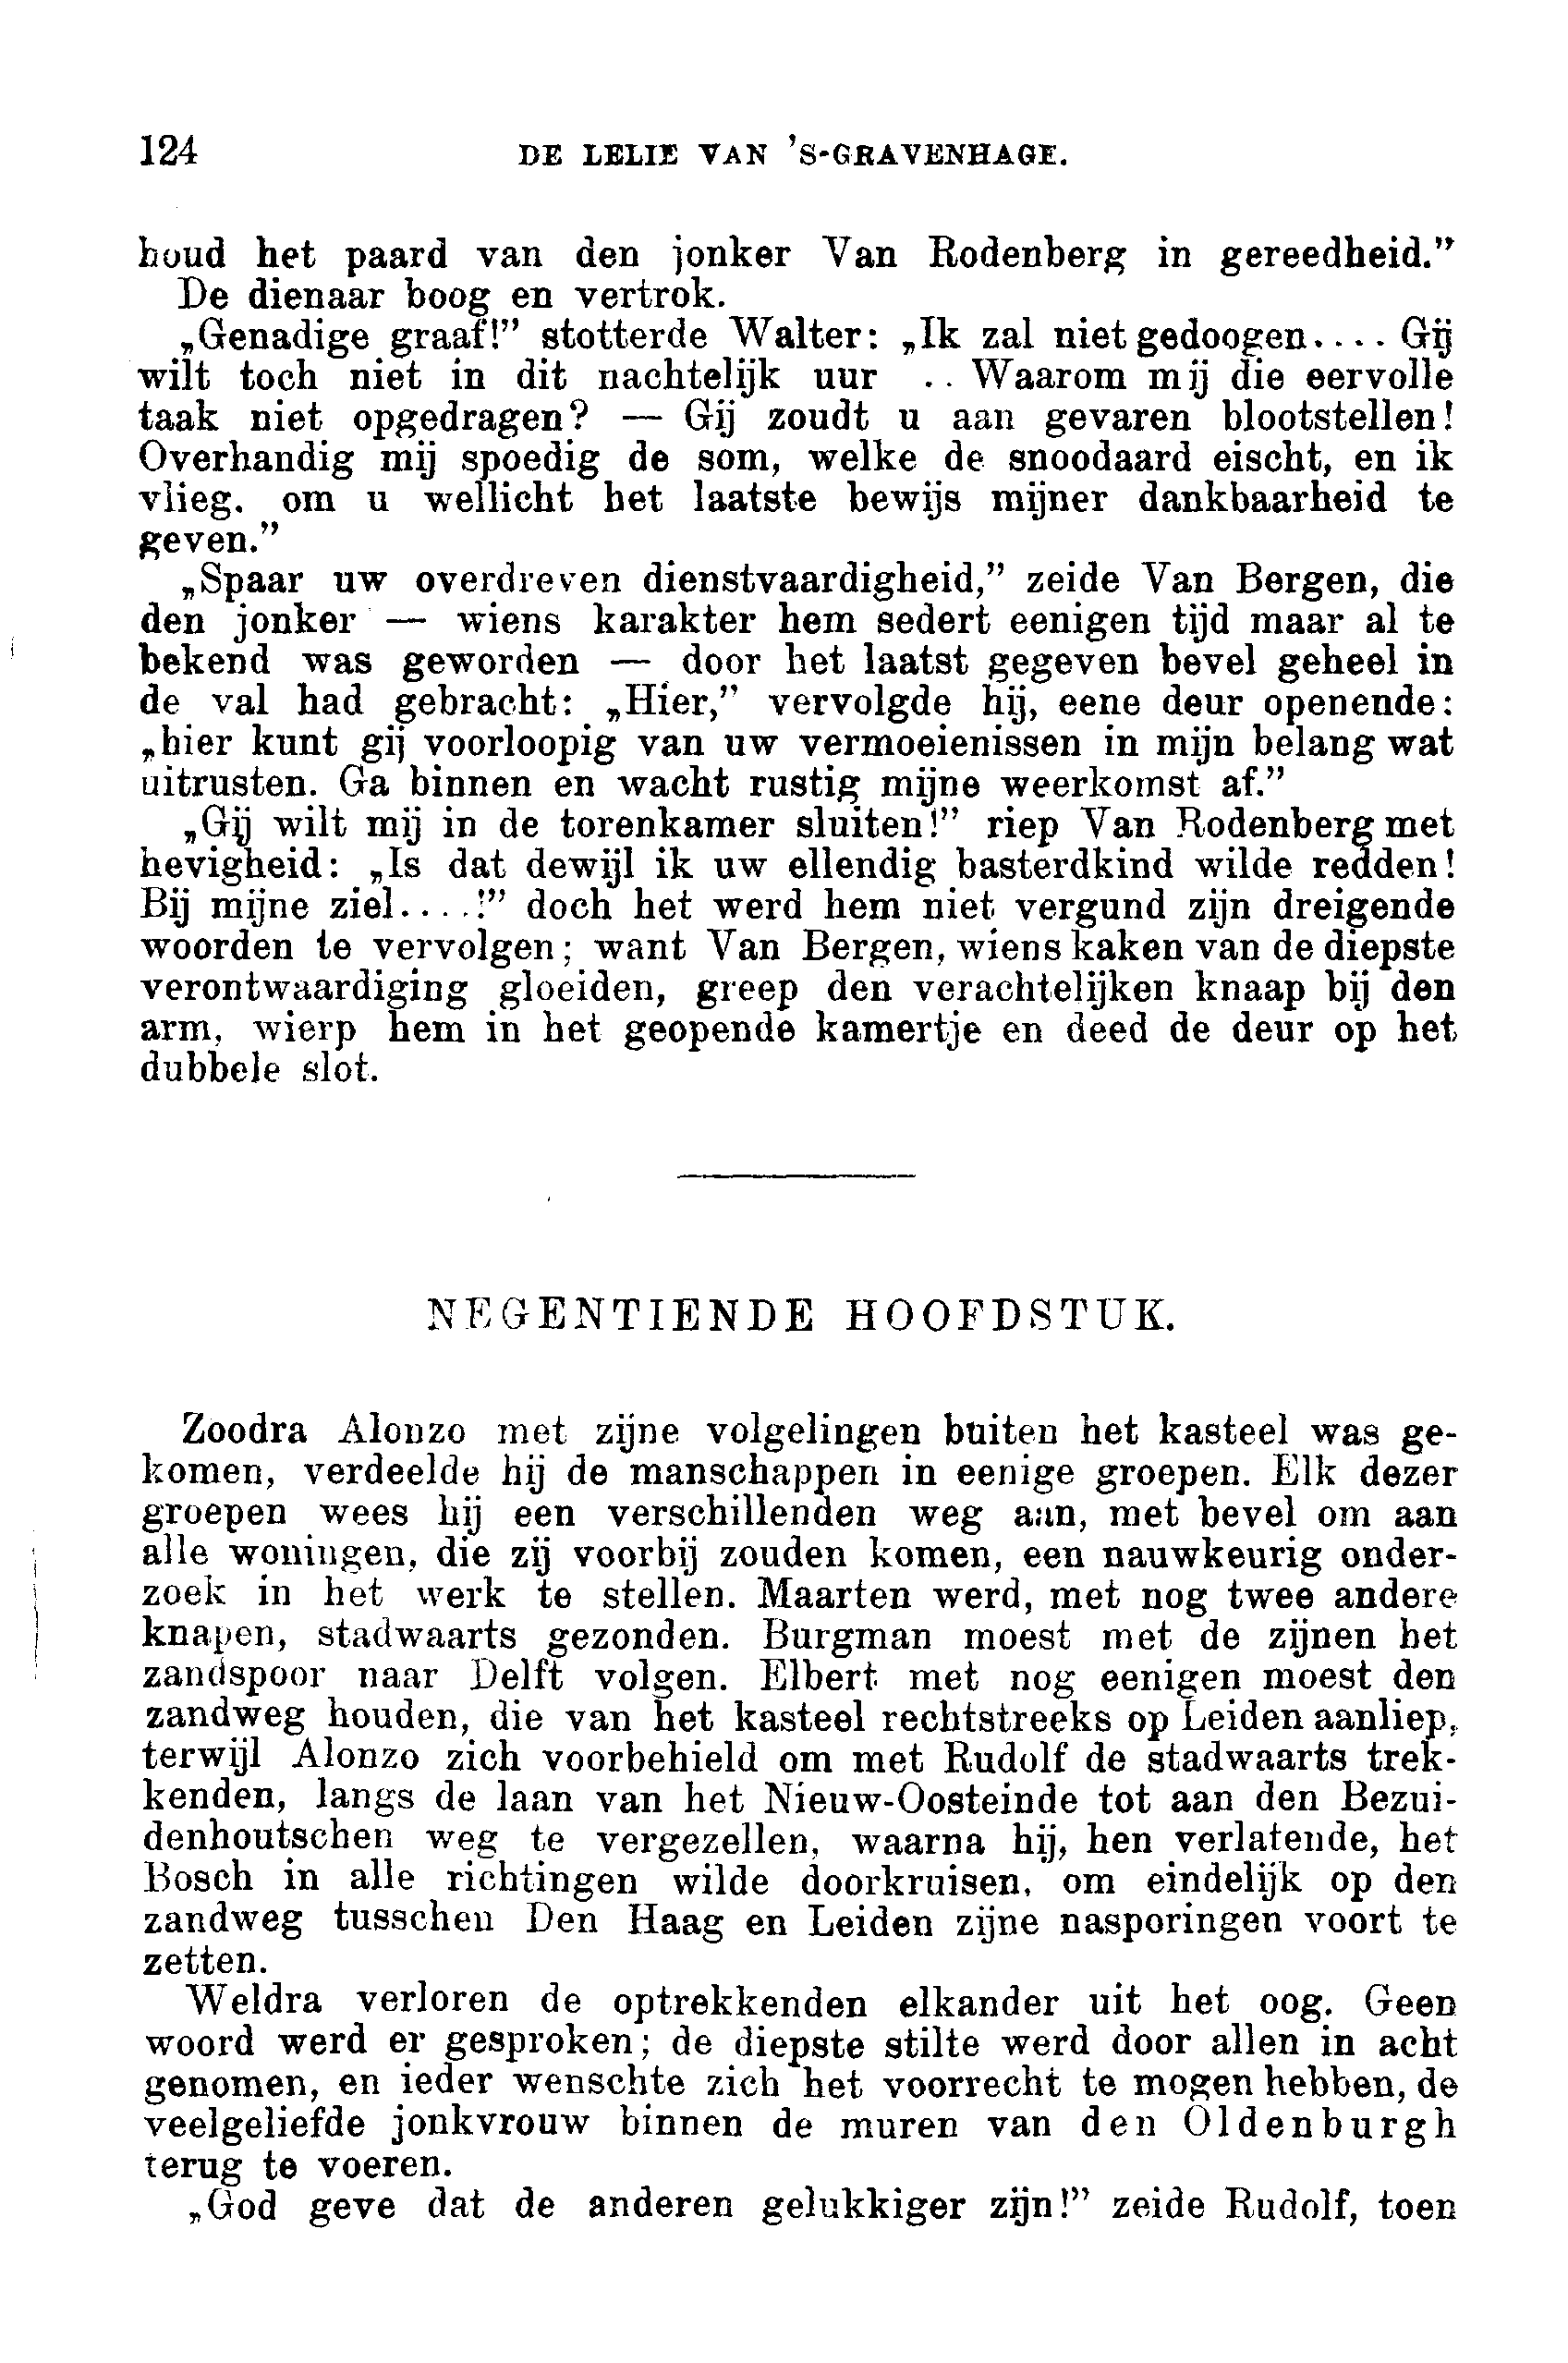 124 DE LELIE VAN 'S-GRAVENHAGE.
houd het paard van den jonker Van Rodenberg in gereedheid.”
De dienaar boog en vertrok.
„Genadige graaf!” stotterde Walter: „Ik zal niet gedoogen.... Gij
wilt toch niet in dit nachtelijk uur .. Waarom mij die eervolle
taak niet opgedragen? — Gij zoudt u aan gevaren blootstellen!
Overhandig mij spoedig de som, welke de snoodaard eischt, en ik
vlieg. om u wellicht het laatste bewijs mijner dankbaarheid te
geven.”
„Spaar uw overdreven dienstvaardigheid,” zeide Van Bergen, die
den jonker — wiens karakter hem sedert eenigen tijd maar al te
bekend was geworden — door het laatst gegeven bevel geheel in
de val had gebracht: „Hier,” vervolgde hij, eene deur openende:
„hier kunt gij voorloopig van uw vermoeienissen in mijn belang wat
uitrusten. Ga binnen en wacht rustig mijne weerkomst af.”
„Gij wilt mij in de torenkamer sluiten!” riep Van Rodenberg met
hevigheid: „Is dat dewijl ik uw ellendig basterdkind wilde redden!
Bij mijne ziel....!” doch het werd hem niet vergund zijn dreigende
woorden te vervolgen; want Van Bergen, wiens kaken van de diepste
verontwaardiging gloeiden, greep den verachtelijken knaap bij den
arm, wierp hem in het geopende kamertje en deed de deur op het
dubbele slot.
NEGENTIENDE HOOFDSTUK.
Zoodra Alonzo met zijne volgelingen buiten het kasteel was ge-
komen, verdeelde hij de manschappen in eenige groepen. Elk dezer
groepen wees hij een verschillenden weg aan, met bevel om aan
alle woningen, die zij voorbij zouden komen, een nauwkeurig onder-
zoek in het werk te stellen. Maarten werd, met nog twee andere
knapen, stadwaarts gezonden. Burgman moest met de zijnen het
zandspoor naar Delft volgen. Elbert met nog eenigen moest den
zandweg houden, die van het kasteel rechtstreeks op Leiden aanliep,
terwijl Alonzo zich voorbehield om met Rudolf de stadwaarts trek-
kenden, langs de laan van het Nieuw-Oosteinde tot aan den Bezui-
denhoutschen weg te vergezellen, waarna hij, hen verlatende, het
Bosch in alle richtingen wilde doorkruisen, om eindelijk op den
zandweg tusschen Den Haag en Leiden zijne nasporingen voort te
zetten.
Weldra verloren de optrekkenden elkander uit het oog. Geen
woord werd er gesproken; de diepste stilte werd door allen in acht
genomen, en ieder wenschte zich het voorrecht te mogen hebben, de
veelgeliefde jonkvrouw binnen de muren van den Oldenburgh
terug te voeren.
„God geve dat de anderen gelukkiger zijn!” zeide Rudolf, toen